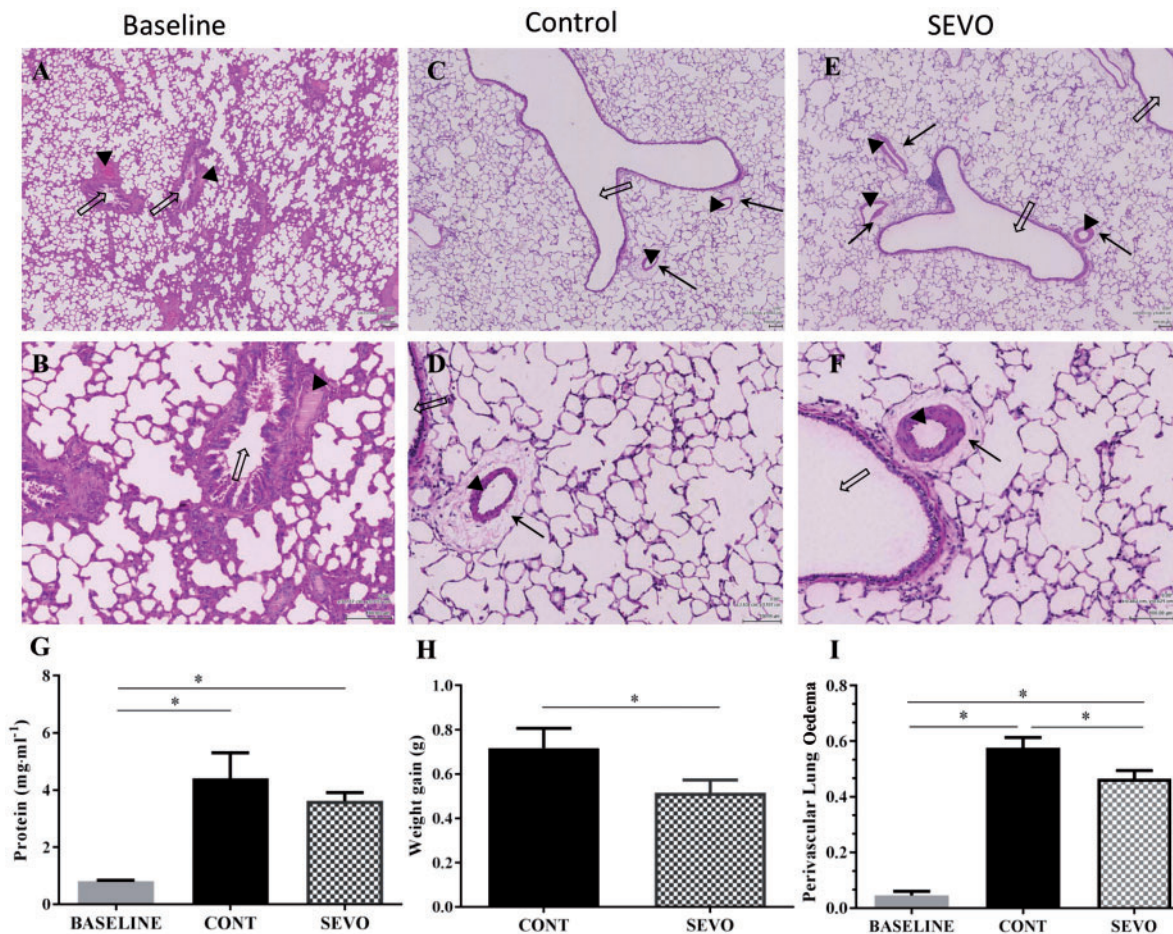 Baseline
Control
SEVO
A
C
E
B
D
F
G
Protein (mg·ml⁻¹)
8
6
4
2
0
*
*
BASELINE
CONT
SEVO
H
Weight gain (g)
1.0
0.8
0.6
0.4
0.2
0.0
*
CONT
SEVO
I
Perivascular Lung Oedema
0.8
0.6
0.4
0.2
0.0
*
*
*
BASELINE
CONT
SEVO